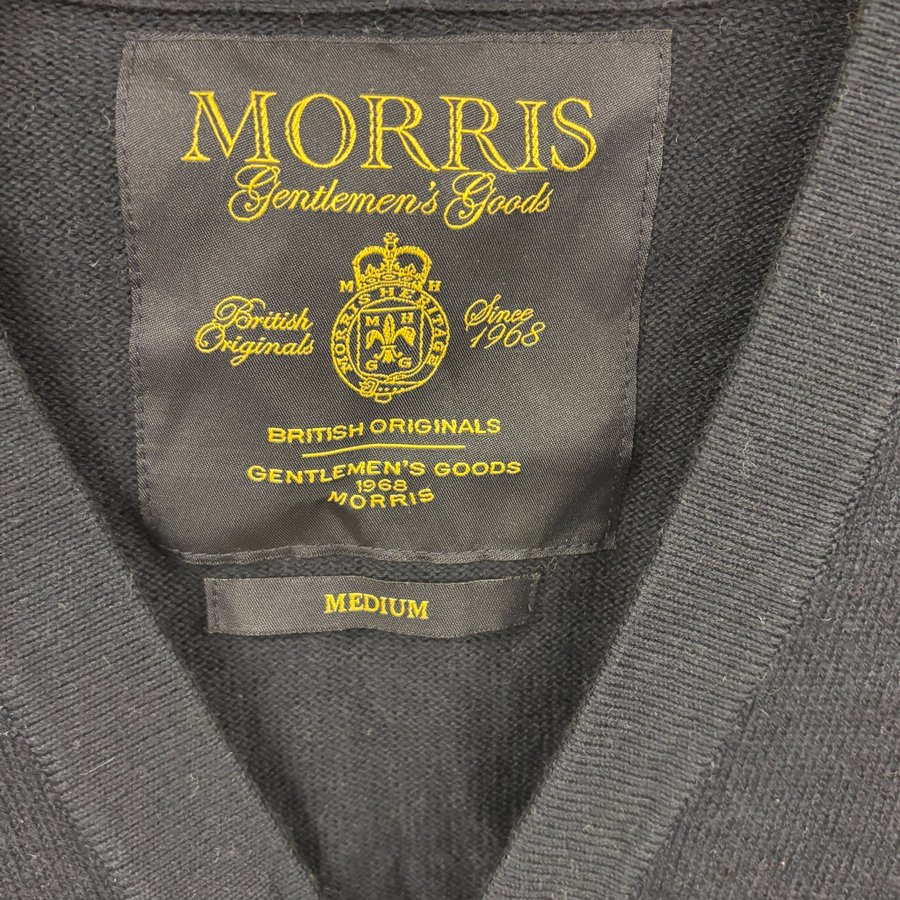 MORRIS
Gentlemen's Goods
M H
MORRIS HERITAGE
British
Originals
M H
G G
Since
1968
BRITISH ORIGINALS
GENTLEMEN'S GOODS
1968
MORRIS
MEDIUM